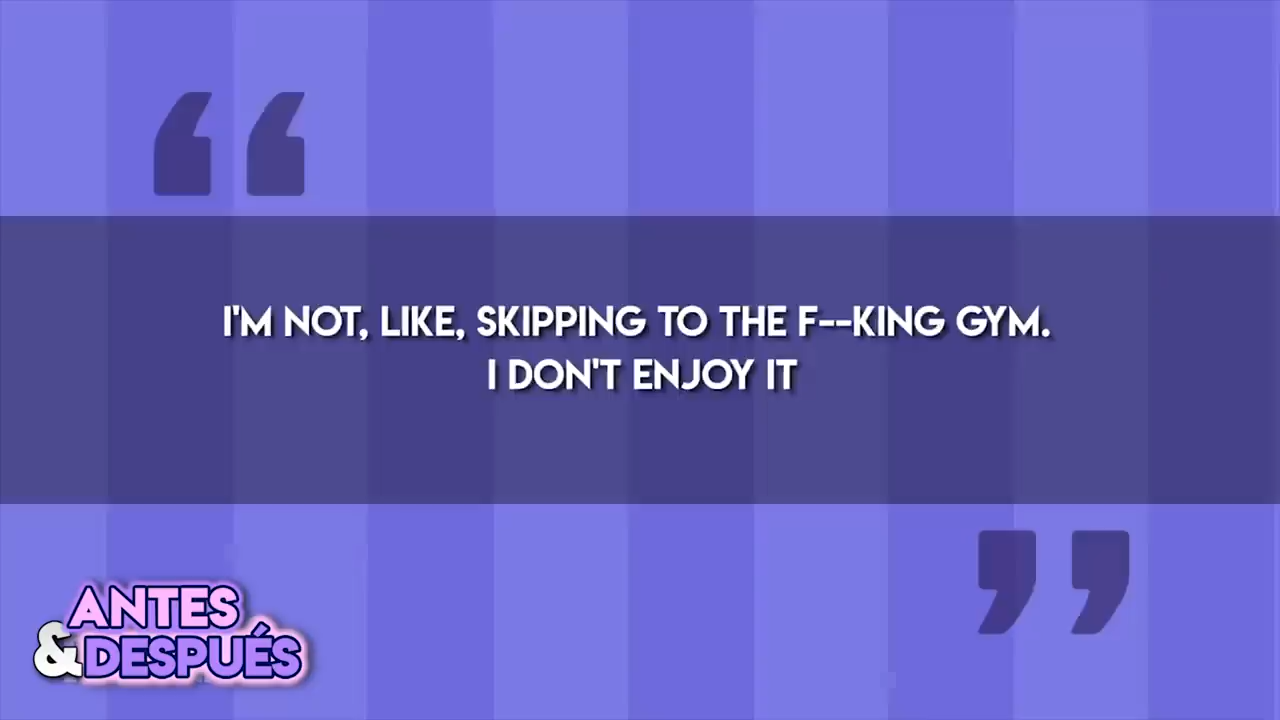 I'M NOT, LIKE, SKIPPING TO THE F--KING GYM.
I DON'T ENJOY IT
ANTES
&DESPUÉS